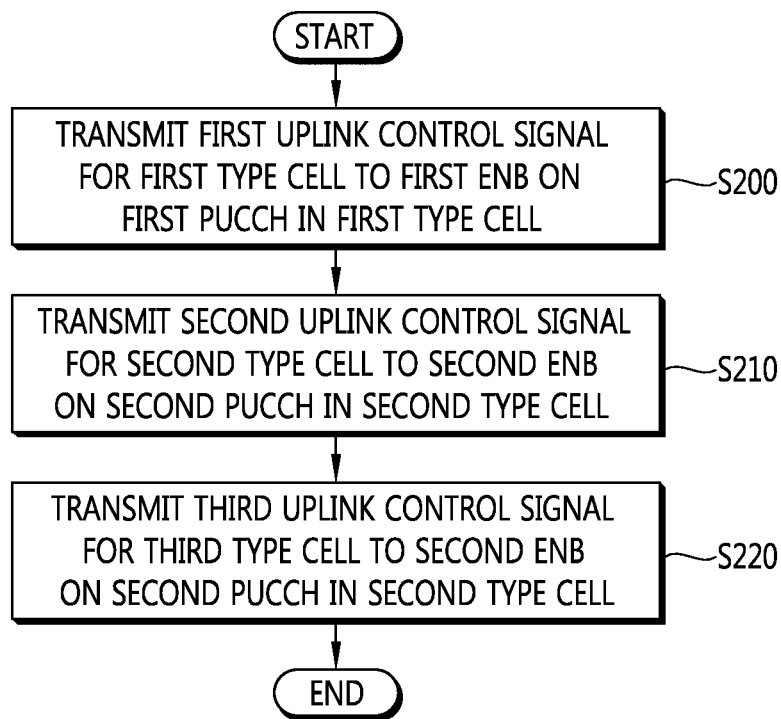 START
TRANSMIT FIRST UPLINK CONTROL SIGNAL
FOR FIRST TYPE CELL TO FIRST ENB ON
FIRST PUCCH IN FIRST TYPE CELL
S200
TRANSMIT SECOND UPLINK CONTROL SIGNAL
FOR SECOND TYPE CELL TO SECOND ENB
ON SECOND PUCCH IN SECOND TYPE CELL
S210
TRANSMIT THIRD UPLINK CONTROL SIGNAL
FOR THIRD TYPE CELL TO SECOND ENB
ON SECOND PUCCH IN SECOND TYPE CELL
S220
END